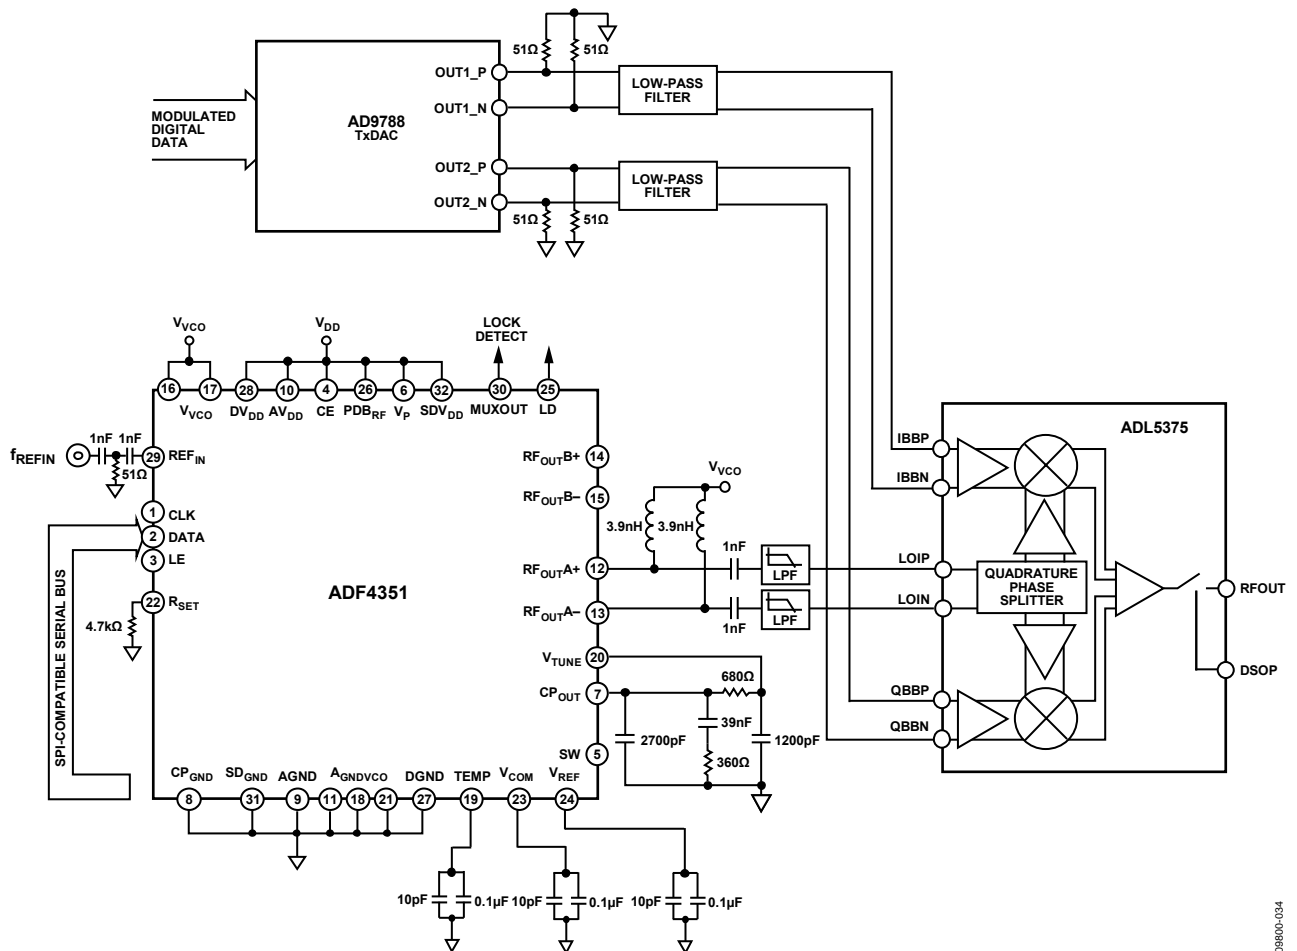 51Ω
51Ω
OUT1_P
OUT1_N
OUT2_P
OUT2_N
LOW-PASS
FILTER
LOW-PASS
FILTER
MODULATED
DIGITAL
DATA
AD9788
TxDAC
51Ω
51Ω
VVCO
VDD
LOCK
DETECT
16
17
28
10
4
26
6
32
30
25
VVCO
DVDD
AVDD
CE
PDBRF
VP
SDVDD
MUXOUT
LD
fREFIN
1nF
1nF
51Ω
29
REFIN
1
CLK
2
DATA
3
LE
22
RSET
4.7kΩ
SPI-COMPATIBLE SERIAL BUS
ADF4351
RFOUTB+
14
RFOUTB–
15
RFOUTA+
12
RFOUTA–
13
VTUNE
20
CPOUT
7
SW
5
VVCO
3.9nH
3.9nH
1nF
LPF
1nF
LPF
680Ω
39nF
2700pF
1200pF
360Ω
CPGND
SDGND
AGND
AGNDVCO
DGND
TEMP
VCOM
VREF
8
31
9
11
18
21
27
19
23
24
10pF
0.1µF
10pF
0.1µF
10pF
0.1µF
ADL5375
IBBP
IBBN
LOIP
LOIN
QUADRATURE
PHASE
SPLITTER
QBBP
QBBN
RFOUT
DSOP
09800-034